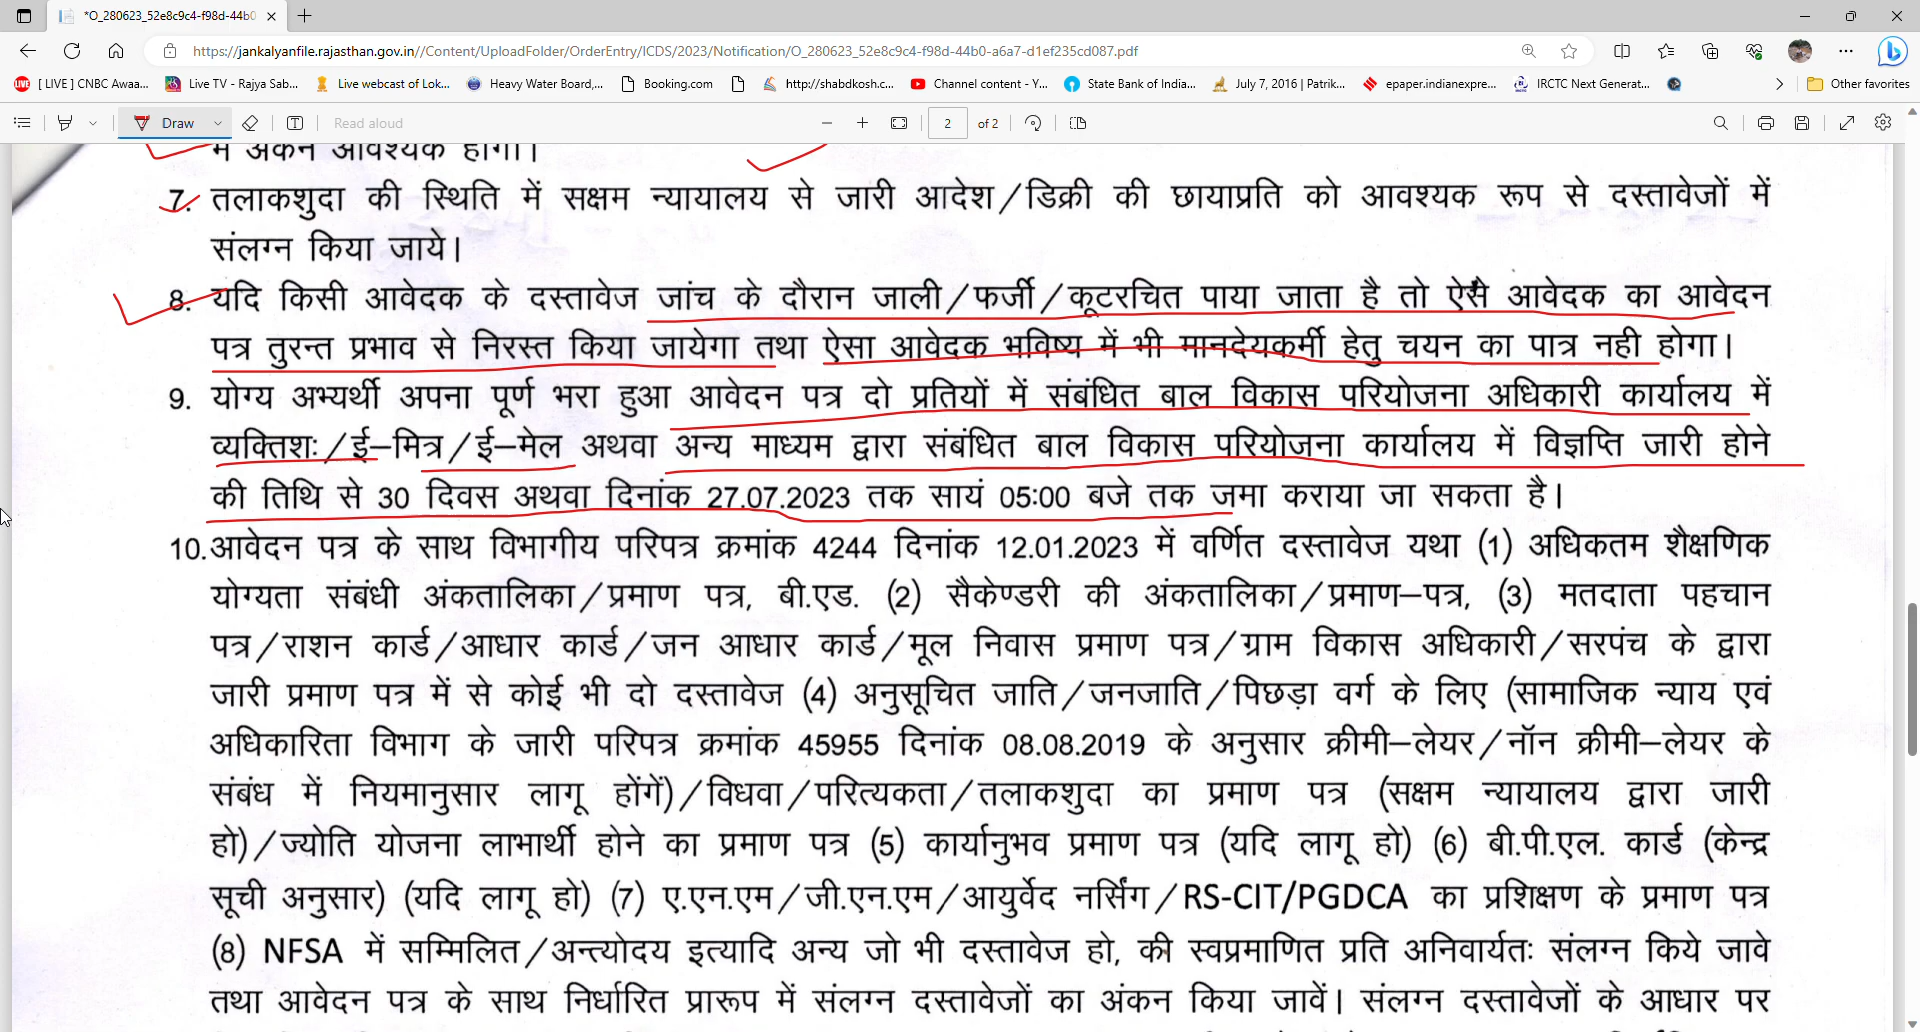 *O_280623_52e8c9c4-f98d-44b0
https://jankalyanfile.rajasthan.gov.in//Content/UploadFolder/OrderEntry/ICDS/2023/Notification/O_280623_52e8c9c4-f98d-44b0-a6a7-d1ef235cd087.pdf
[ LIVE ] CNBC Awaa... Live TV - Rajya Sab... Live webcast of Lok... Heavy Water Board,... Booking.com http://shabdkosh.c... Channel content - Y... State Bank of India... July 7, 2016 | Patrik... epaper.indianexpre... IRCTC Next Generat... Other favorites
Draw Read aloud 2 of 2
में अंकन आवश्यक होगा।
7. तलाकशुदा की स्थिति में सक्षम न्यायालय से जारी आदेश/डिक्री की छायाप्रति को आवश्यक रूप से दस्तावेजों में
संलग्न किया जाये।
8. यदि किसी आवेदक के दस्तावेज जांच के दौरान जाली/फर्जी/कूटरचित पाया जाता है तो ऐसे आवेदक का आवेदन
पत्र तुरन्त प्रभाव से निरस्त किया जायेगा तथा ऐसा आवेदक भविष्य में भी मानदेयकर्मी हेतु चयन का पात्र नही होगा।
9. योग्य अभ्यर्थी अपना पूर्ण भरा हुआ आवेदन पत्र दो प्रतियों में संबंधित बाल विकास परियोजना अधिकारी कार्यालय में
व्यक्तिशः/ई–मित्र/ई–मेल अथवा अन्य माध्यम द्वारा संबंधित बाल विकास परियोजना कार्यालय में विज्ञप्ति जारी होने
की तिथि से 30 दिवस अथवा दिनांक 27.07.2023 तक सायं 05:00 बजे तक जमा कराया जा सकता है।
10.आवेदन पत्र के साथ विभागीय परिपत्र क्रमांक 4244 दिनांक 12.01.2023 में वर्णित दस्तावेज यथा (1) अधिकतम शैक्षणिक
योग्यता संबंधी अंकतालिका/प्रमाण पत्र, बी.एड. (2) सैकेण्डरी की अंकतालिका/प्रमाण–पत्र, (3) मतदाता पहचान
पत्र/राशन कार्ड/आधार कार्ड/जन आधार कार्ड/मूल निवास प्रमाण पत्र/ग्राम विकास अधिकारी/सरपंच के द्वारा
जारी प्रमाण पत्र में से कोई भी दो दस्तावेज (4) अनुसूचित जाति/जनजाति/पिछड़ा वर्ग के लिए (सामाजिक न्याय एवं
अधिकारिता विभाग के जारी परिपत्र क्रमांक 45955 दिनांक 08.08.2019 के अनुसार क्रीमी–लेयर/नॉन क्रीमी–लेयर के
संबंध में नियमानुसार लागू होंगें)/विधवा/परित्यकता/तलाकशुदा का प्रमाण पत्र (सक्षम न्यायालय द्वारा जारी
हो)/ज्योति योजना लाभार्थी होने का प्रमाण पत्र (5) कार्यानुभव प्रमाण पत्र (यदि लागू हो) (6) बी.पी.एल. कार्ड (केन्द्र
सूची अनुसार) (यदि लागू हो) (7) ए.एन.एम/जी.एन.एम/आयुर्वेद नर्सिंग/RS-CIT/PGDCA का प्रशिक्षण के प्रमाण पत्र
(8) NFSA में सम्मिलित/अन्त्योदय इत्यादि अन्य जो भी दस्तावेज हो, की स्वप्रमाणित प्रति अनिवार्यतः संलग्न किये जावे
तथा आवेदन पत्र के साथ निर्धारित प्रारूप में संलग्न दस्तावेजों का अंकन किया जावें। संलग्न दस्तावेजों के आधार पर